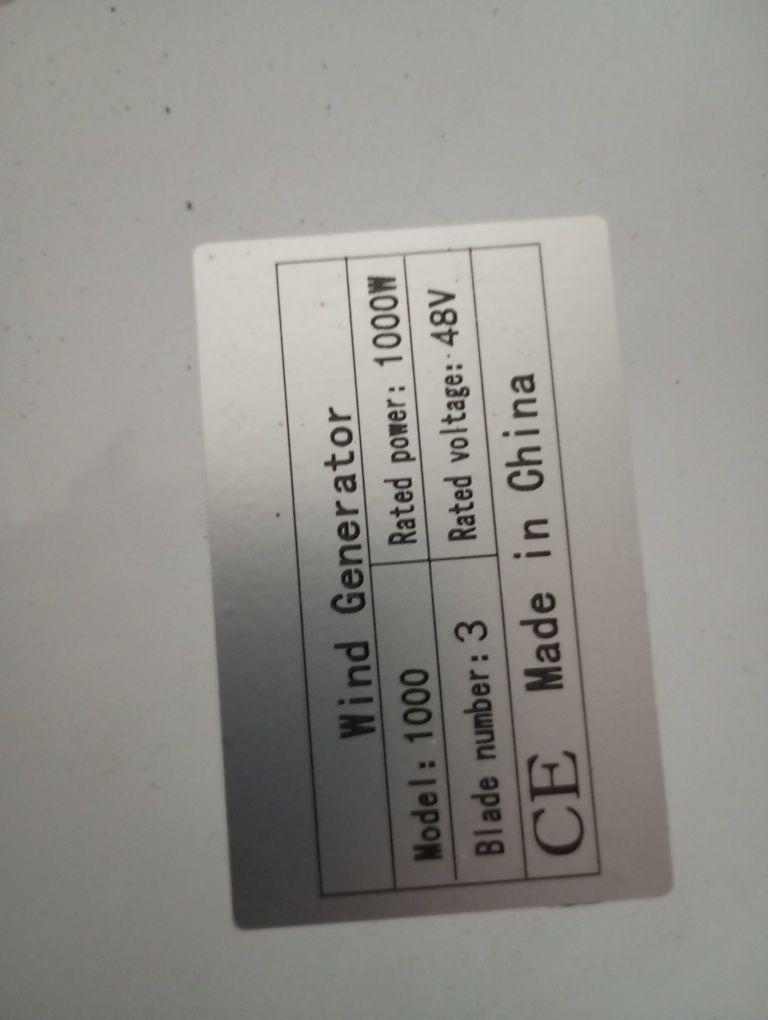 Wind Generator
Model: 1000 Rated power: 1000W
Blade number: 3 Rated voltage: 48V
CE Made in China